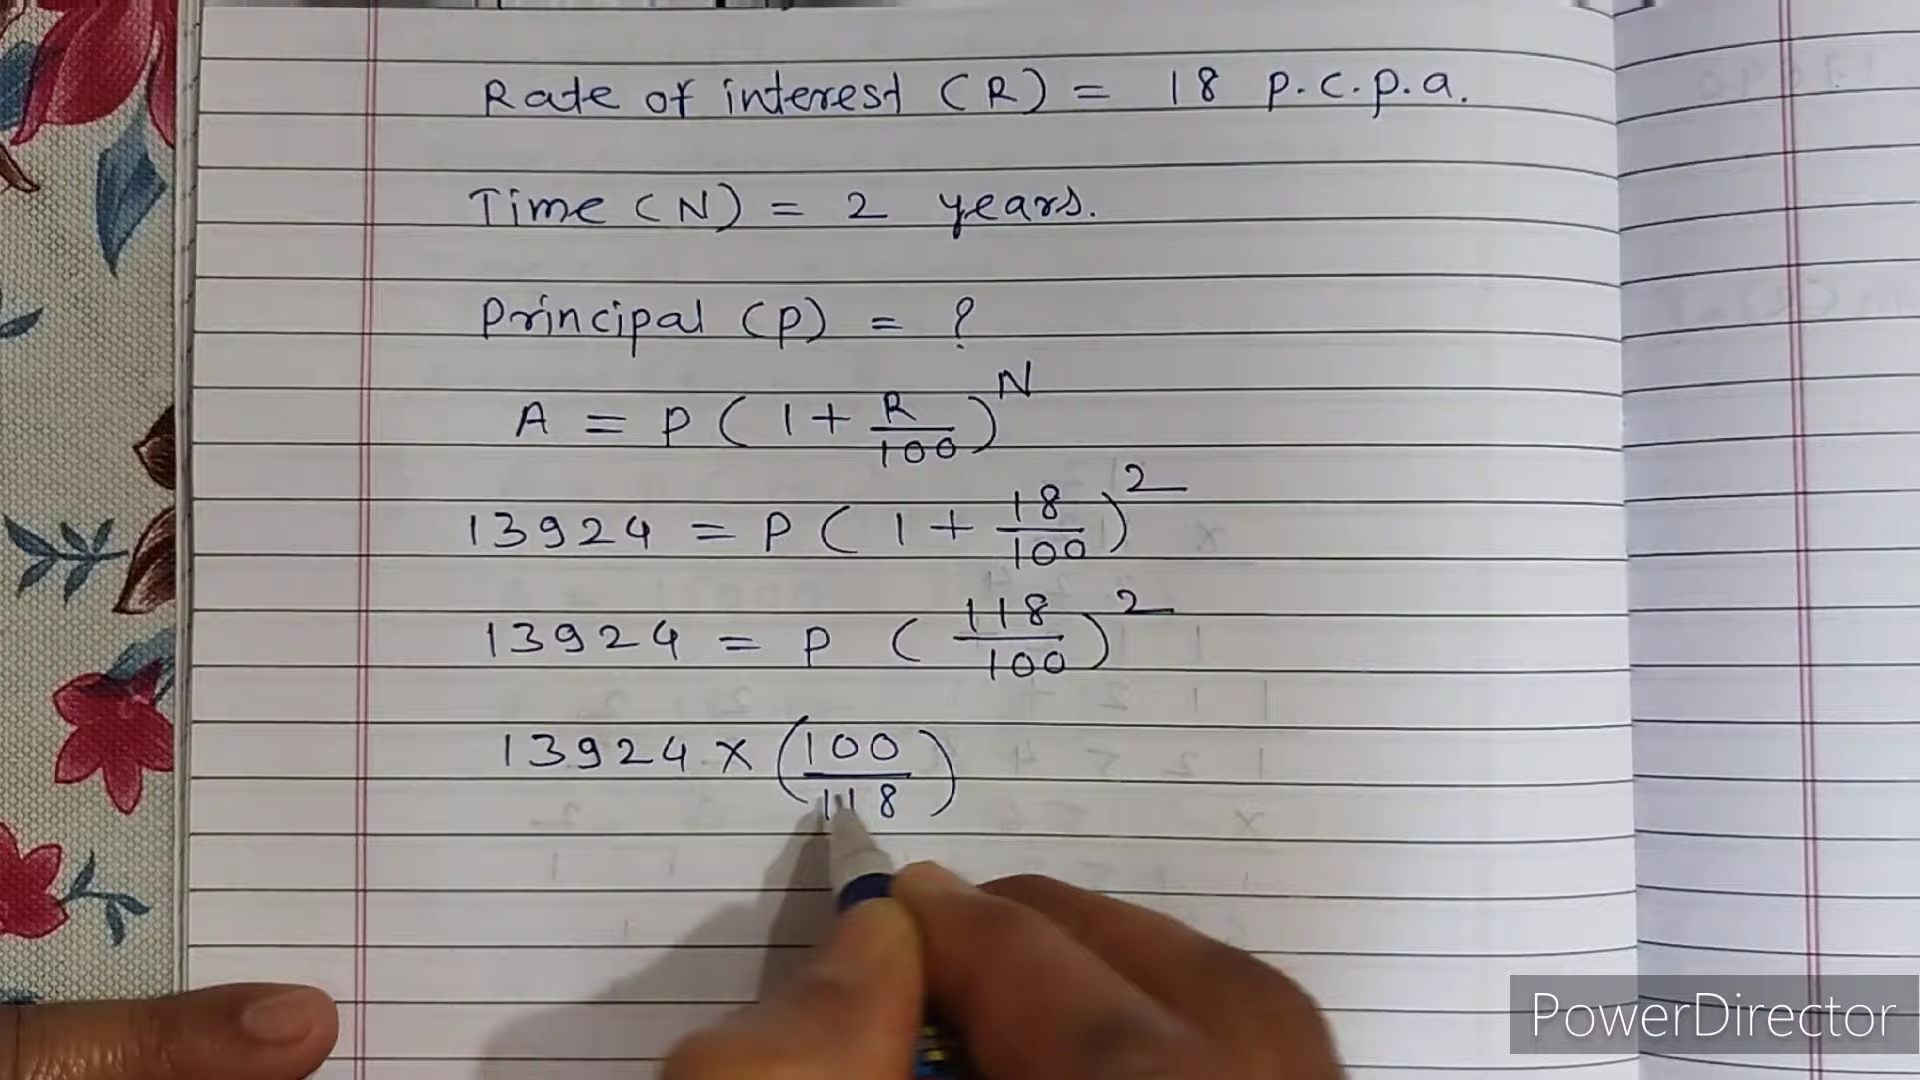 Rate of interest (R) = 18 p.c.p.a.
Time (N) = 2 years.
Principal (P) = ?
A = P ( 1 + R/100 )^N
13924 = P ( 1 + 18/100 )^2
13924 = P ( 118/100 )^2
13924 × ( 100/118 )
PowerDirector